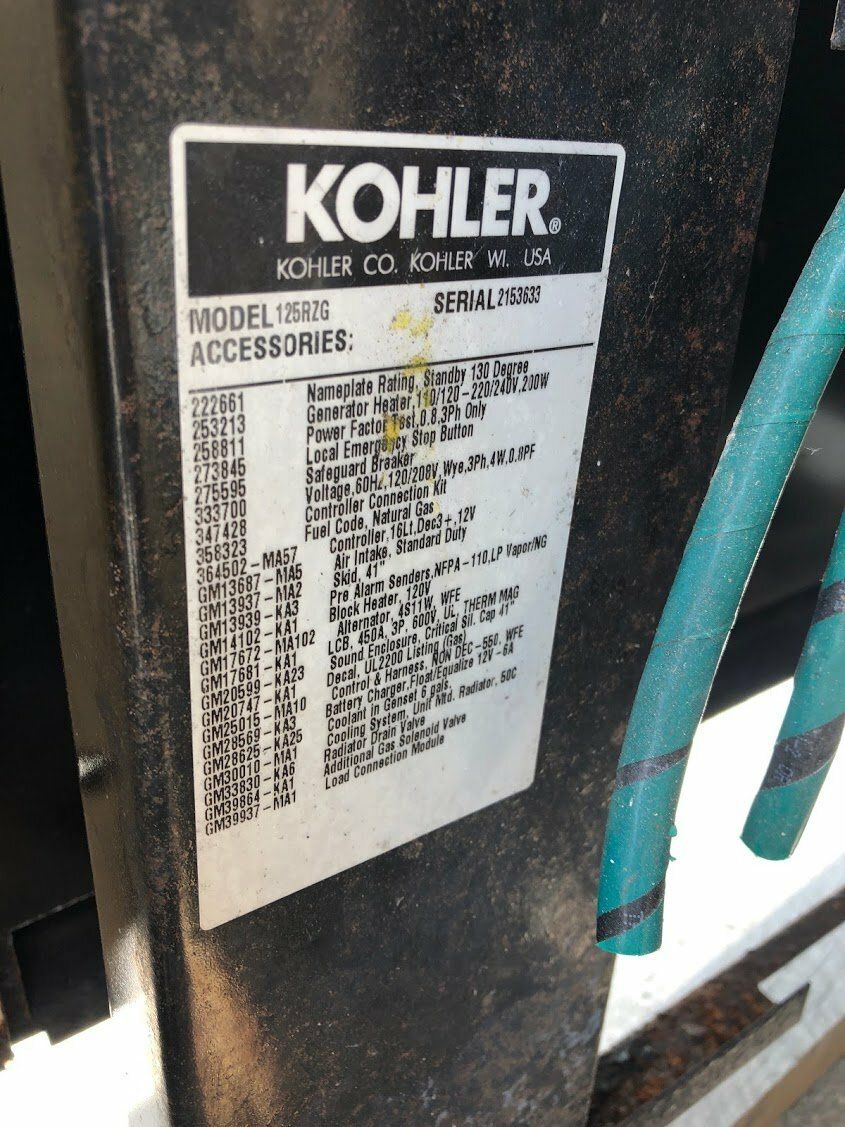 KOHLER®
KOHLER CO. KOHLER WI. USA
MODEL 125RZG SERIAL 2153633
ACCESSORIES:
222661 Nameplate Rating, Standby 130 Degree
253213 Generator Heater,110/120-220/240V,200W
258811 Power Factor Test,0.8,3Ph Only
273845 Local Emergency Stop Button
275595 Safeguard Breaker
333700 Voltage,60Hz,120/208V,Wye,3Ph,4W,0.8PF
347428 Controller Connection Kit
358323 Fuel Code, Natural Gas
364502-MA57 Controller,16Lt,Dec3+,12V
GM13687-MA5 Air Intake, Standard Duty
GM13937-MA2 Skid, 41"
GM13939-KA3 Pre Alarm Senders,NFPA-110,LP Vapor/NG
GM14102-KA1 Block Heater, 120V
GM17672-MA102 Alternator, 4S11W, WFE
GM17681-KA1 LCB, 450A, 3P, 600V, UL, THERM MAG
GM20599-KA23 Sound Enclosure, Critical Sil. Cap 41"
GM20747-KA1 Decal, UL2200 Listing (Gas)
GM25015-MA10 Control & Harness, NON DEC-550, WFE
GM28569-KA3 Battery Charger,Float/Equalize 12V-6A
GM28625-KA25 Coolant in Genset 6 gals.
GM30010-MA1 Cooling System, Unit Mtd. Radiator, 50C
GM33830-KA6 Radiator Drain Valve
GM39864-KA1 Additional Gas Solenoid Valve
GM39937-MA1 Load Connection Module